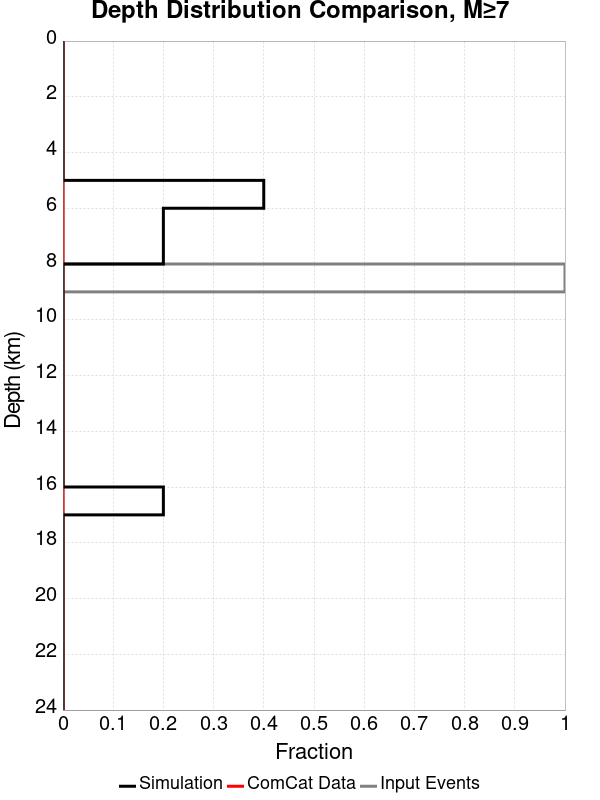 Depth Distribution Comparison, M≥7
0
2
4
6
8
10
12
14
16
18
20
22
24
Depth (km)
0 0.1 0.2 0.3 0.4 0.5 0.6 0.7 0.8 0.9 1
Fraction
Simulation ComCat Data Input Events